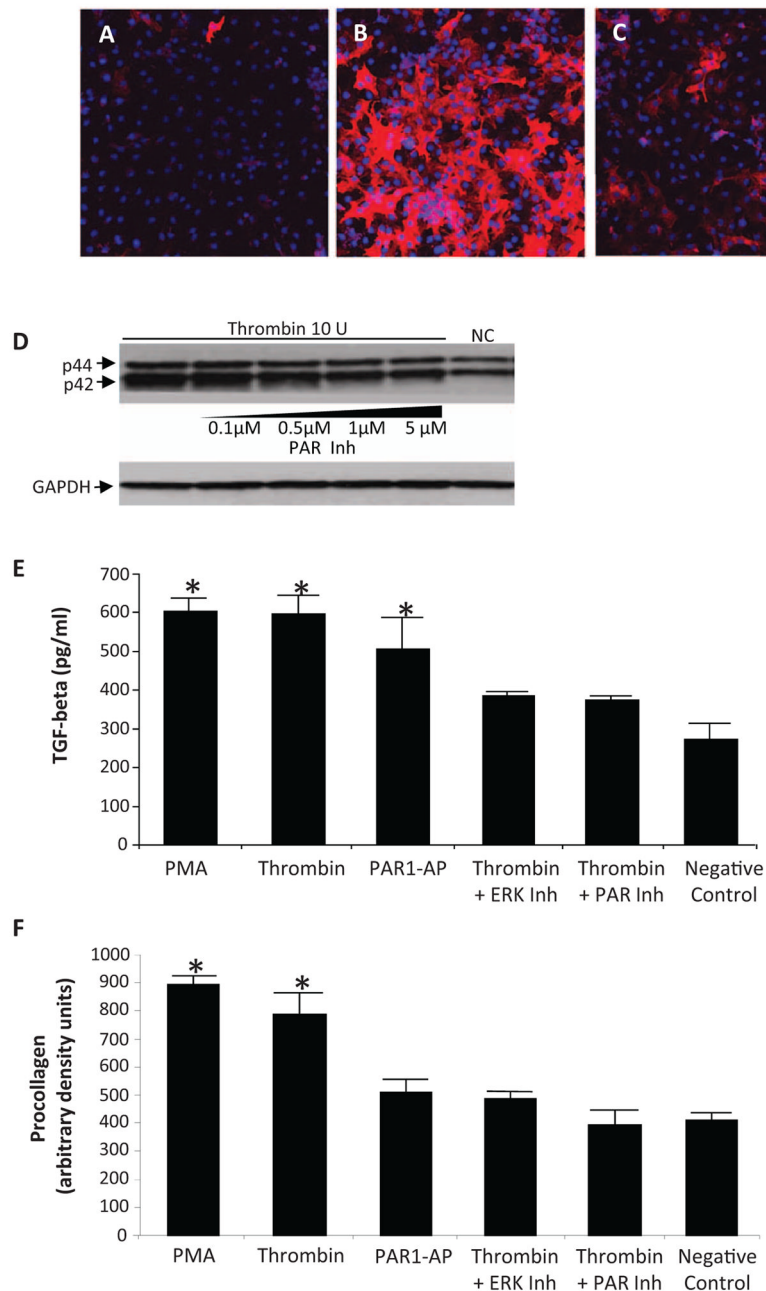 A B C
D
Thrombin 10 U NC
p44
p42
0.1µM 0.5µM 1µM 5 µM
PAR Inh
GAPDH
E
TGF-beta (pg/ml)
700
600
500
400
300
200
100
0
* * *
PMA Thrombin PAR1-AP Thrombin + ERK Inh Thrombin + PAR Inh Negative Control
F
Procollagen
(arbitrary density units)
1000
900
800
700
600
500
400
300
200
100
0
* *
PMA Thrombin PAR1-AP Thrombin + ERK Inh Thrombin + PAR Inh Negative Control